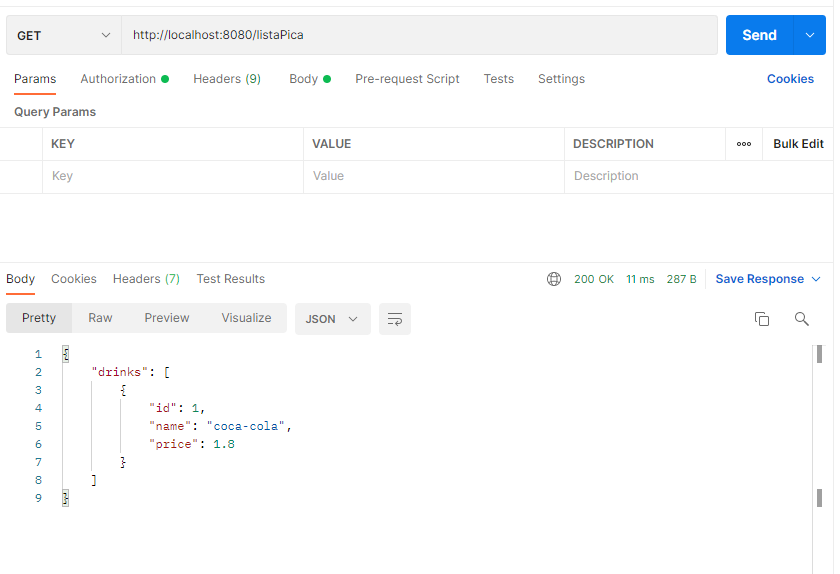 GET http://localhost:8080/listaPica Send
Params Authorization Headers (9) Body Pre-request Script Tests Settings Cookies
Query Params
KEY VALUE DESCRIPTION ooo Bulk Edit
Key Value Description
Body Cookies Headers (7) Test Results 200 OK 11 ms 287 B Save Response
Pretty Raw Preview Visualize JSON
1 {
2 "drinks": [
3 {
4 "id": 1,
5 "name": "coca-cola",
6 "price": 1.8
7 }
8 ]
9 }